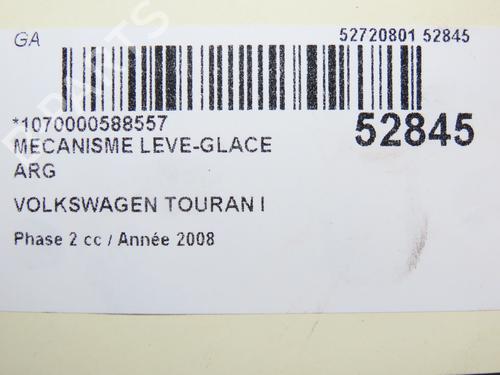 GA
52720801 52845
*1070000588557
52845
MECANISME LEVE-GLACE
ARG
VOLKSWAGEN TOURAN I
Phase 2 cc / Année 2008